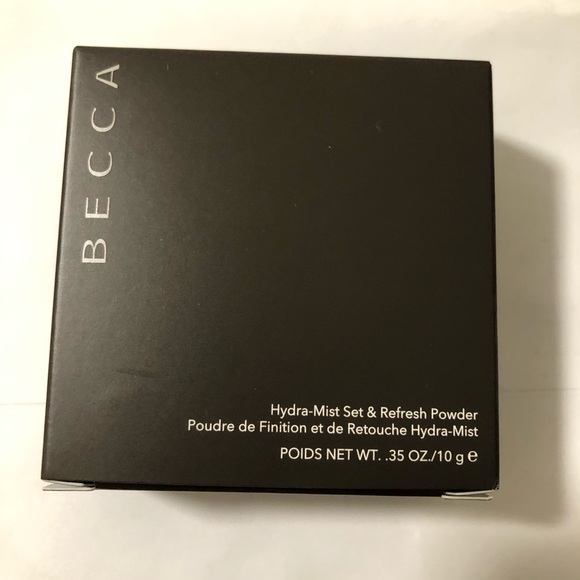 BECCA
Hydra-Mist Set & Refresh Powder
Poudre de Finition et de Retouche Hydra-Mist
POIDS NET WT. .35 OZ./10 g ℮